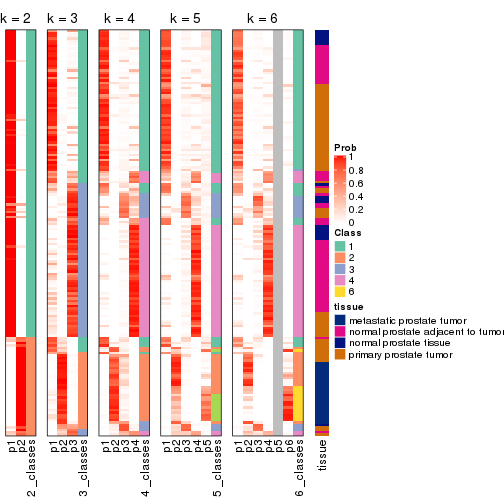 k = 2 k = 3 k = 4 k = 5 k = 6
Prob
1
0.8
0.6
0.4
0.2
0
Class
1
2
3
4
6
tissue
metastatic prostate tumor
normal prostate adjacent to tumor
normal prostate tissue
primary prostate tumor
p1 p2 2_classes p1 p2 p3 3_classes p1 p2 p3 p4 4_classes p1 p2 p3 p4 p5 5_classes p1 p2 p3 p4 p5 p6 6_classes tissue